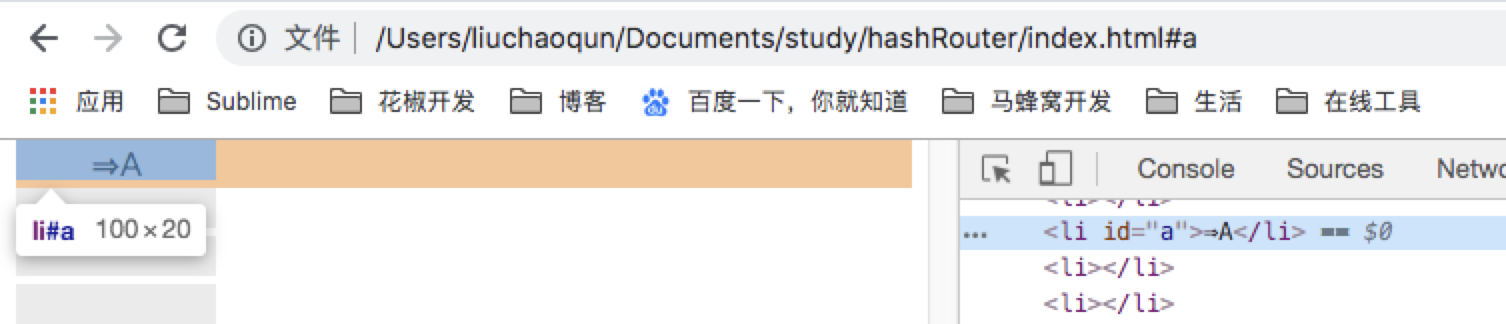 文件 /Users/liuchaoqun/Documents/study/hashRouter/index.html#a
应用 Sublime 花椒开发 博客 百度一下，你就知道 马蜂窝开发 生活 在线工具
⇒A
li#a 100×20
Console Sources Netwo
<li></li>
... <li id="a">⇒A</li> == $0
<li></li>
<li></li>